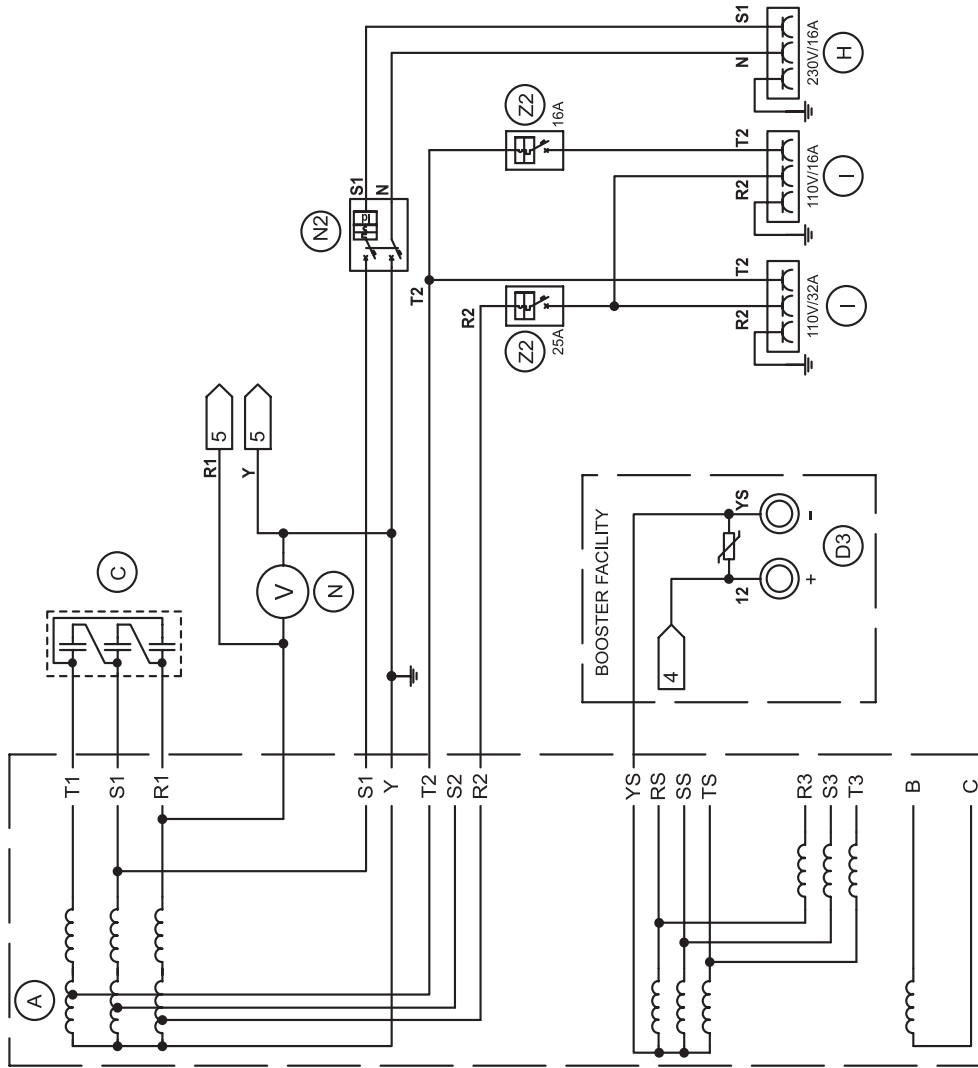 S1
N
230V/16A
H
Z2
16A
T2
R2
110V/16A
I
S1
N
N2
T2
R2
Z2
25A
T2
R2
110V/32A
I
R1
5
Y
5
C
V
N
BOOSTER FACILITY
4
12
YS
+
-
D3
A
T1
S1
R1
S1
Y
T2
S2
R2
YS
RS
SS
TS
R3
S3
T3
B
C